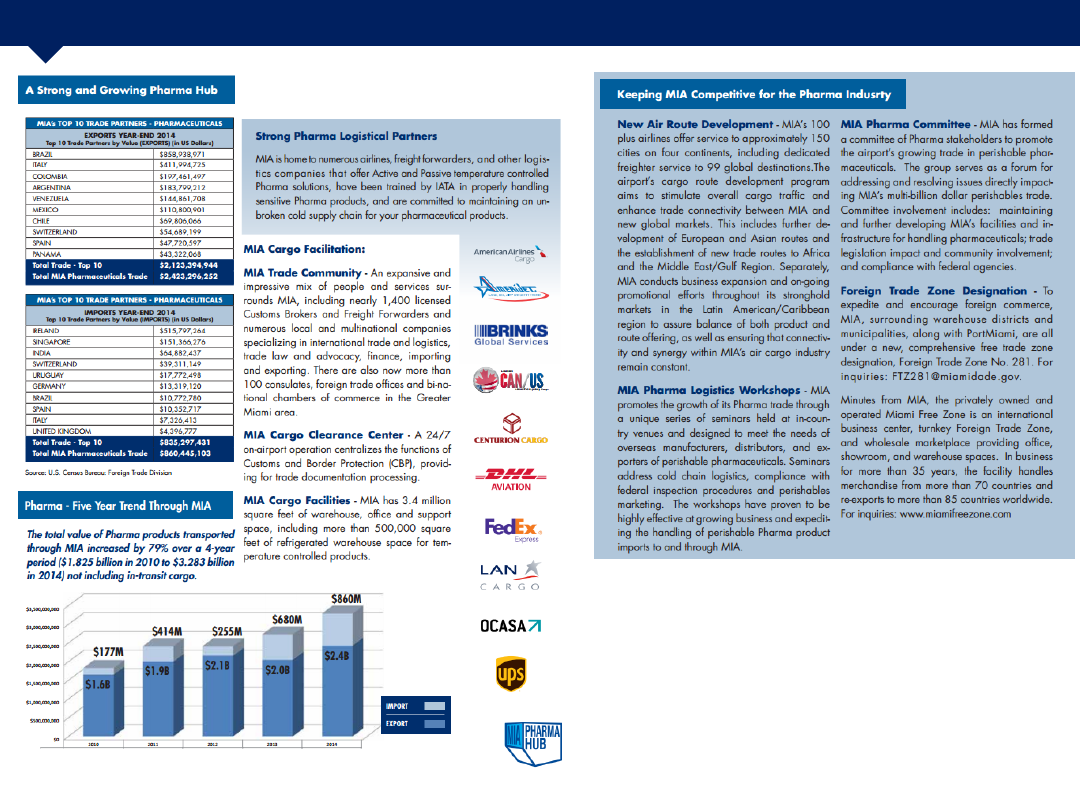 A Strong and Growing Pharma Hub
MIA's TOP 10 TRADE PARTNERS - PHARMACEUTICALS
EXPORTS YEAR-END 2014
Top 10 Trade Partners by Value (EXPORTS) (in US Dollars)
BRAZIL $858,938,971
ITALY $411,994,725
COLOMBIA $197,461,497
ARGENTINA $183,799,212
VENEZUELA $144,861,708
MEXICO $110,800,901
CHILE $69,806,066
SWITZERLAND $54,689,199
SPAIN $47,720,597
PANAMA $43,322,068
Total Trade - Top 10 $2,123,394,944
Total MIA Pharmaceuticals Trade $2,423,296,252
MIA's TOP 10 TRADE PARTNERS - PHARMACEUTICALS
IMPORTS YEAR-END 2014
Top 10 Trade Partners by Value (IMPORTS) (in US Dollars)
IRELAND $515,797,264
SINGAPORE $151,366,276
INDIA $64,882,437
SWITZERLAND $39,311,149
URUGUAY $17,772,498
GERMANY $13,319,120
BRAZIL $10,772,780
SPAIN $10,352,717
ITALY $7,326,413
UNITED KINGDOM $4,396,777
Total Trade - Top 10 $835,297,431
Total MIA Pharmaceuticals Trade $860,445,103
Source: U.S. Census Bureau: Foreign Trade Division
Pharma - Five Year Trend Through MIA
The total value of Pharma products transported
through MIA increased by 79% over a 4-year
period ($1.825 billion in 2010 to $3.283 billion
in 2014) not including in-transit cargo.
$3,500,000,000
$3,000,000,000
$2,500,000,000
$2,000,000,000
$1,500,000,000
$1,000,000,000
$500,000,000
$0
$177M
$414M
$255M
$680M
$860M
$1.6B
$1.9B
$2.1B
$2.0B
$2.4B
2010
2011
2012
2013
2014
IMPORT
EXPORT
Strong Pharma Logistical Partners
MIA is home to numerous airlines, freight forwarders, and other logis-
tics companies that offer Active and Passive temperature controlled
Pharma solutions, have been trained by IATA in properly handling
sensitive Pharma products, and are committed to maintaining an un-
broken cold supply chain for your pharmaceutical products.
MIA Cargo Facilitation:
MIA Trade Community - An expansive and
impressive mix of people and services sur-
rounds MIA, including nearly 1,400 licensed
Customs Brokers and Freight Forwarders and
numerous local and multinational companies
specializing in international trade and logistics,
trade law and advocacy, finance, importing
and exporting. There are also now more than
100 consulates, foreign trade offices and bi-na-
tional chambers of commerce in the Greater
Miami area.
MIA Cargo Clearance Center - A 24/7
on-airport operation centralizes the functions of
Customs and Border Protection (CBP), provid-
ing for trade documentation processing.
MIA Cargo Facilities - MIA has 3.4 million
square feet of warehouse, office and support
space, including more than 500,000 square
feet of refrigerated warehouse space for tem-
perature controlled products.
American Airlines
Cargo
Amerijet
BRINKS
Global Services
CAN/US
CENTURION CARGO
DHL
AVIATION
FedEx
Express
LAN
CARGO
OCASA
ups
MIA PHARMA
HUB
Keeping MIA Competitive for the Pharma Indusrty
New Air Route Development - MIA's 100
plus airlines offer service to approximately 150
cities on four continents, including dedicated
freighter service to 99 global destinations.The
airport's cargo route development program
aims to stimulate overall cargo traffic and
enhance trade connectivity between MIA and
new global markets. This includes further de-
velopment of European and Asian routes and
the establishment of new trade routes to Africa
and the Middle East/Gulf Region. Separately,
MIA conducts business expansion and on-going
promotional efforts throughout its stronghold
markets in the Latin American/Caribbean
region to assure balance of both product and
route offering, as well as ensuring that connectiv-
ity and synergy within MIA's air cargo industry
remain constant.
MIA Pharma Logistics Workshops - MIA
promotes the growth of its Pharma trade through
a unique series of seminars held at in-coun-
try venues and designed to meet the needs of
overseas manufacturers, distributors, and ex-
porters of perishable pharmaceuticals. Seminars
address cold chain logistics, compliance with
federal inspection procedures and perishables
marketing. The workshops have proven to be
highly effective at growing business and expedit-
ing the handling of perishable Pharma product
imports to and through MIA.
MIA Pharma Committee - MIA has formed
a committee of Pharma stakeholders to promote
the airport's growing trade in perishable phar-
maceuticals. The group serves as a forum for
addressing and resolving issues directly impact-
ing MIA's multi-billion dollar perishables trade.
Committee involvement includes: maintaining
and further developing MIA's facilities and in-
frastructure for handling pharmaceuticals; trade
legislation impact and community involvement;
and compliance with federal agencies.
Foreign Trade Zone Designation - To
expedite and encourage foreign commerce,
MIA, surrounding warehouse districts and
municipalities, along with PortMiami, are all
under a new, comprehensive free trade zone
designation, Foreign Trade Zone No. 281. For
inquiries: FTZ281@miamidade.gov.
Minutes from MIA, the privately owned and
operated Miami Free Zone is an international
business center, turnkey Foreign Trade Zone,
and wholesale marketplace providing office,
showroom, and warehouse spaces. In business
for more than 35 years, the facility handles
merchandise from more than 70 countries and
re-exports to more than 85 countries worldwide.
For inquiries: www.miamifreezone.com